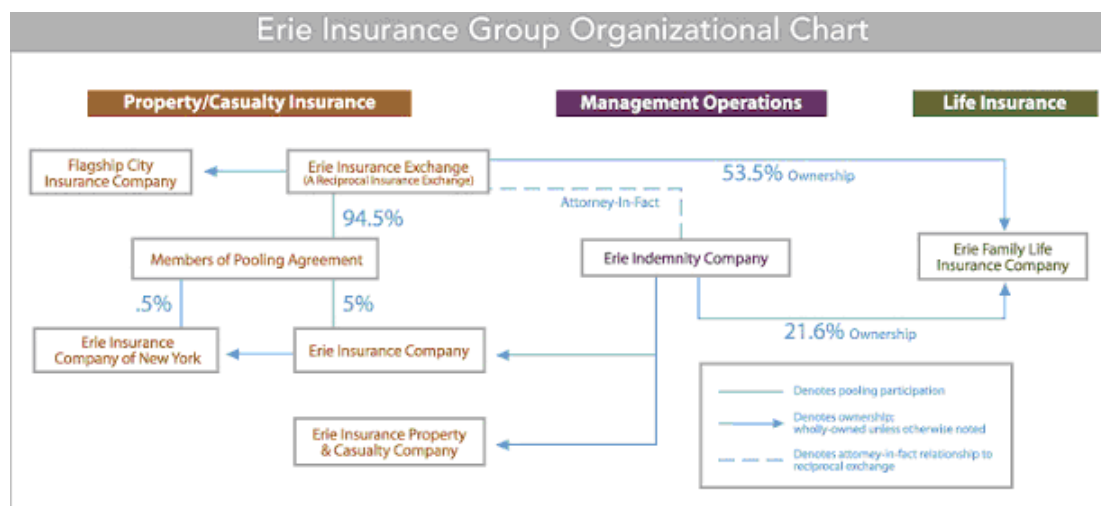 Erie Insurance Group Organizational Chart
Property/Casualty Insurance
Management Operations
Life Insurance
Flagship City
Insurance Company
Erie Insurance Exchange
(A Reciprocal Insurance Exchange)
53.5% Ownership
Attorney-In-Fact
94.5%
Members of Pooling Agreement
Erie Indemnity Company
Erie Family Life
Insurance Company
.5%
5%
21.6% Ownership
Erie Insurance
Company of New York
Erie Insurance Company
Erie Insurance Property
& Casualty Company
Denotes pooling participation
Denotes ownership;
wholly-owned unless otherwise noted
Denotes attorney-in-fact relationship to
reciprocal exchange